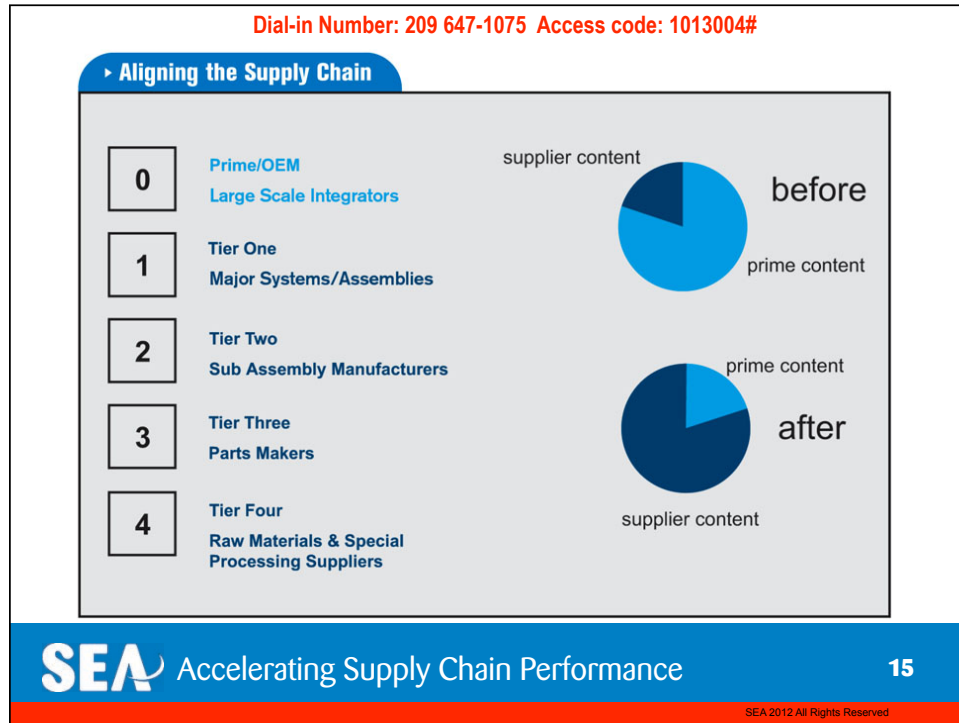 Dial-in Number: 209 647-1075 Access code: 1013004#
▸ Aligning the Supply Chain
0
Prime/OEM
Large Scale Integrators
1
Tier One
Major Systems/Assemblies
2
Tier Two
Sub Assembly Manufacturers
3
Tier Three
Parts Makers
4
Tier Four
Raw Materials & Special
Processing Suppliers
supplier content
before
prime content
prime content
after
supplier content
SEA Accelerating Supply Chain Performance
15
SEA 2012 All Rights Reserved